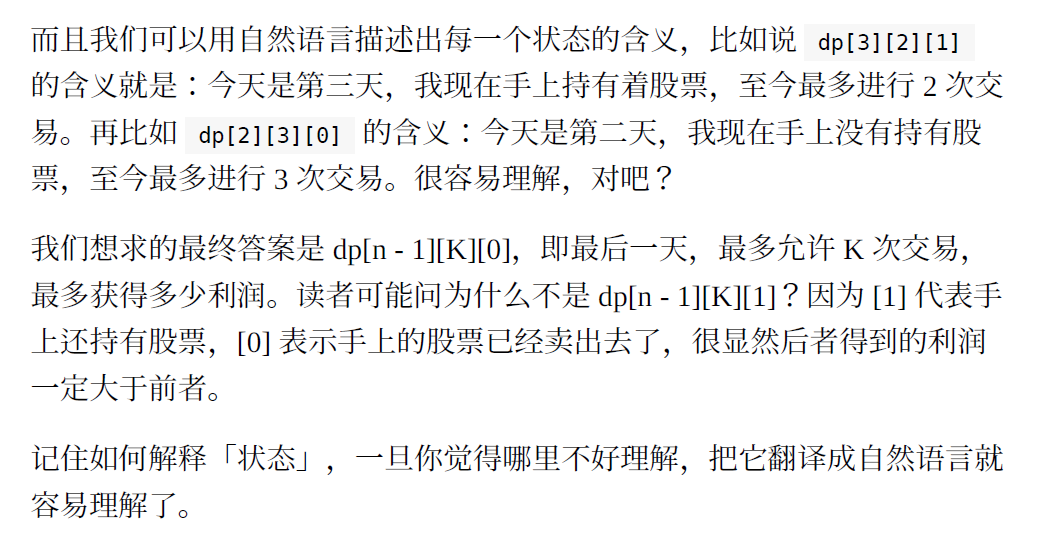 而且我们可以用自然语言描述出每一个状态的含义，比如说 dp[3][2][1]
的含义就是：今天是第三天，我现在手上持有着股票，至今最多进行 2 次交
易。再比如 dp[2][3][0] 的含义：今天是第二天，我现在手上没有持有股
票，至今最多进行 3 次交易。很容易理解，对吧？
我们想求的最终答案是 dp[n - 1][K][0]，即最后一天，最多允许 K 次交易，
最多获得多少利润。读者可能问为什么不是 dp[n - 1][K][1]？因为 [1] 代表手
上还持有股票，[0] 表示手上的股票已经卖出去了，很显然后者得到的利润
一定大于前者。
记住如何解释「状态」，一旦你觉得哪里不好理解，把它翻译成自然语言就
容易理解了。